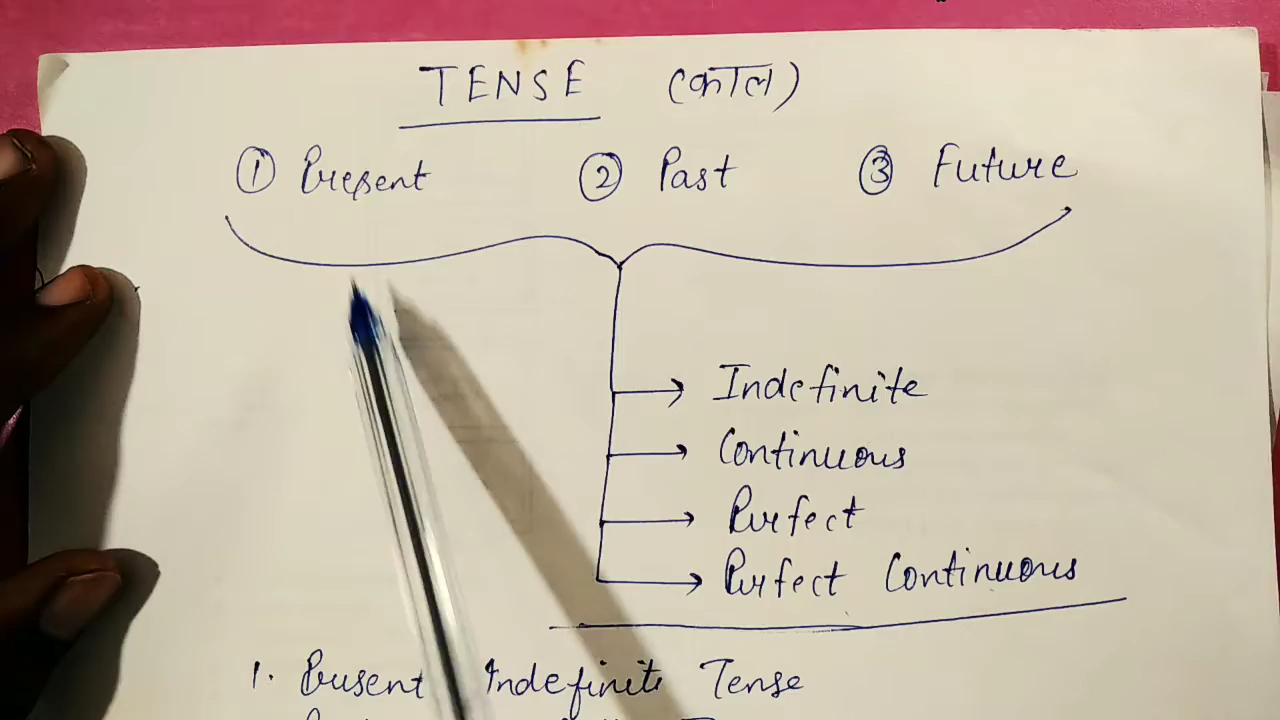 TENSE (काल)
① Present ② Past ③ Future
Indefinite
Continuous
Perfect
Perfect Continuous
1. Present Indefinite Tense